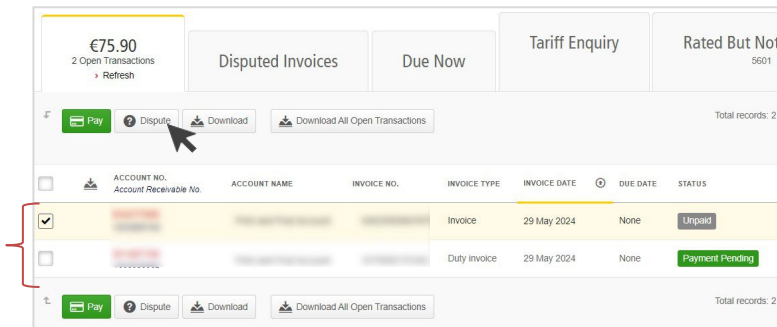 €75.90
2 Open Transactions
› Refresh
Disputed Invoices
Due Now
Tariff Enquiry
Rated But Not
5601
Pay Dispute Download Download All Open Transactions Total records: 2
ACCOUNT NO. ACCOUNT NAME INVOICE NO. INVOICE TYPE INVOICE DATE DUE DATE STATUS
Account Receivable No.
Invoice 29 May 2024 None Unpaid
Duty invoice 29 May 2024 None Payment Pending
Pay Dispute Download Download All Open Transactions Total records: 2